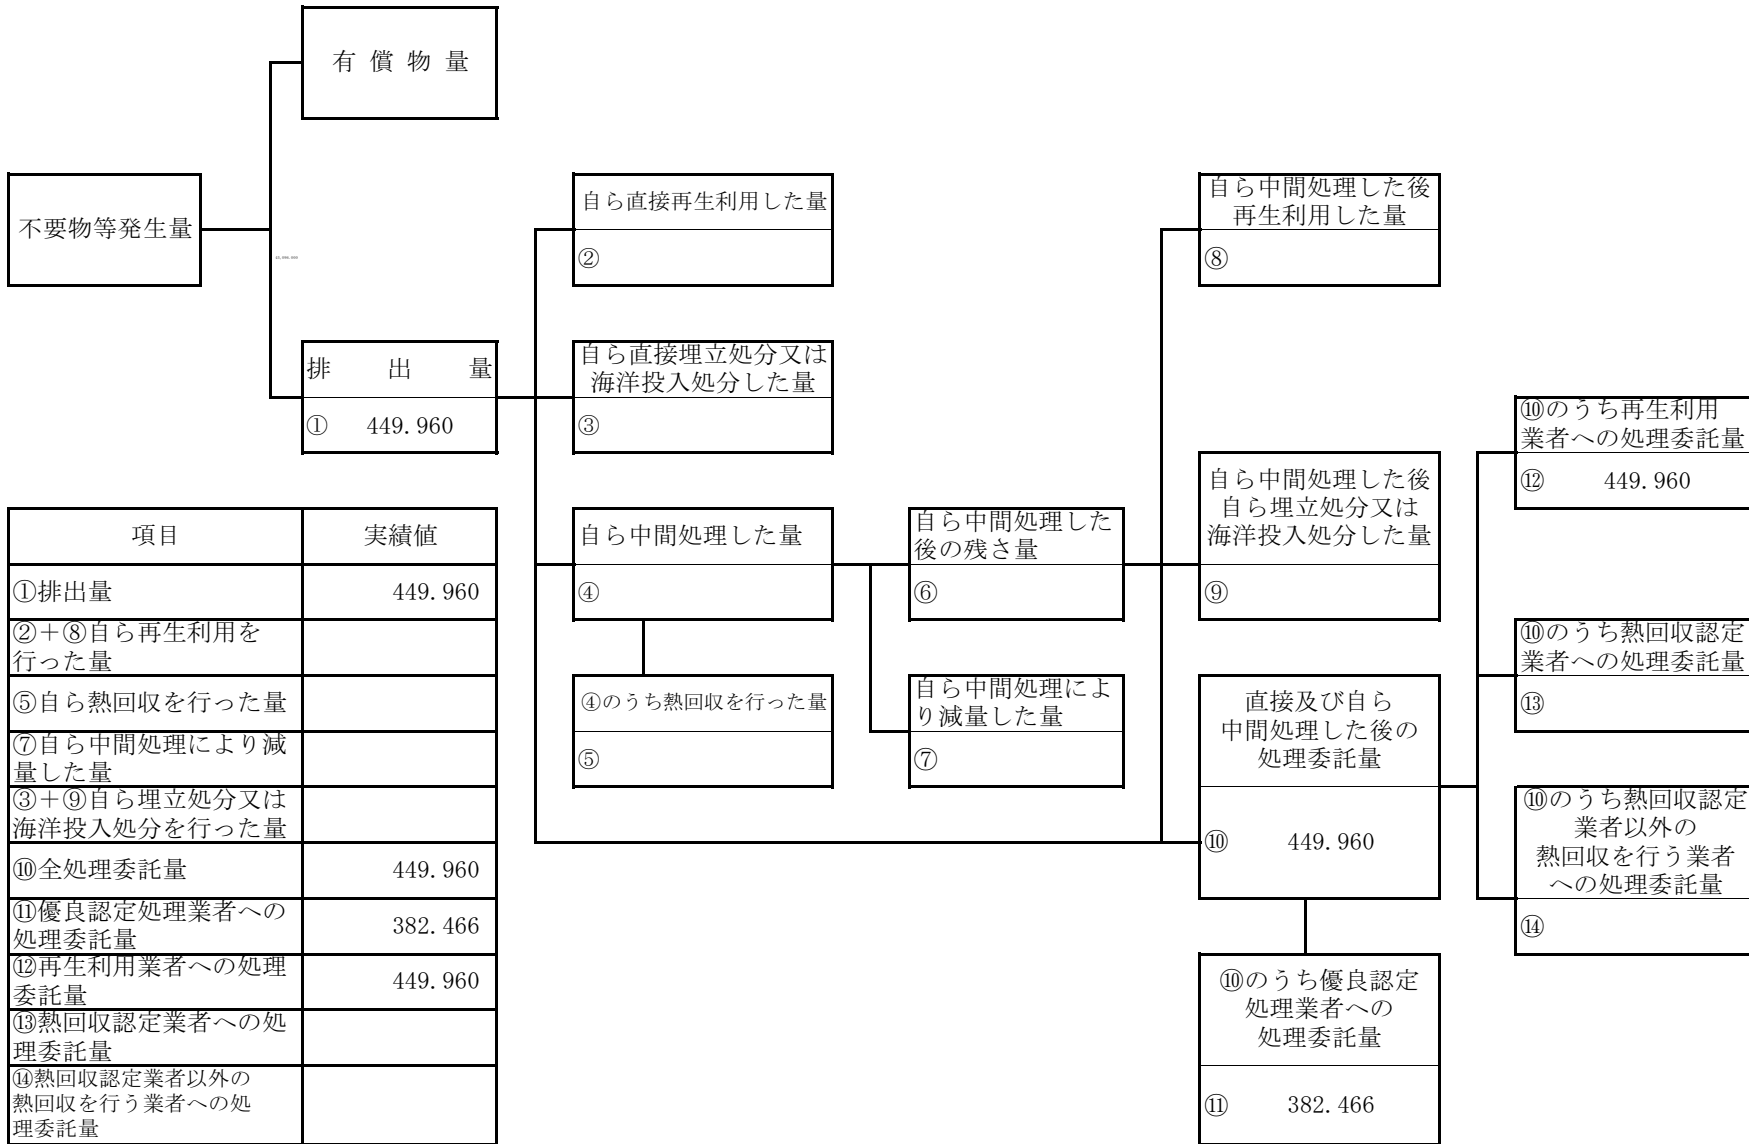 有償物量
不要物等発生量
自ら直接再生利用した量
②
自ら中間処理した後
再生利用した量
⑧
排出量
① 449.960
自ら直接埋立処分又は
海洋投入処分した量
③
⑩のうち再生利用
業者への処理委託量
⑫ 449.960
自ら中間処理した後
自ら埋立処分又は
海洋投入処分した量
⑨
自ら中間処理した量
④
自ら中間処理した
後の残さ量
⑥
④のうち熱回収を行った量
⑤
自ら中間処理によ
り減量した量
⑦
直接及び自ら
中間処理した後の
処理委託量
⑩ 449.960
⑩のうち熱回収認定
業者への処理委託量
⑬
⑩のうち熱回収認定
業者以外の
熱回収を行う業者
への処理委託量
⑭
⑩のうち優良認定
処理業者への
処理委託量
⑪ 382.466
項目 実績値
①排出量 449.960
②＋⑧自ら再生利用を
行った量
⑤自ら熱回収を行った量
⑦自ら中間処理により減
量した量
③＋⑨自ら埋立処分又は
海洋投入処分を行った量
⑩全処理委託量 449.960
⑪優良認定処理業者への
処理委託量 382.466
⑫再生利用業者への処理
委託量 449.960
⑬熱回収認定業者への処
理委託量
⑭熱回収認定業者以外の
熱回収を行う業者への処
理委託量